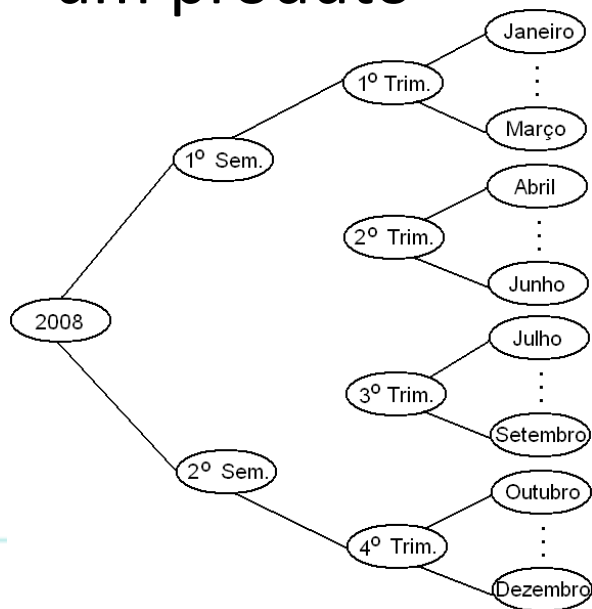 um produto
Janeiro
1º Trim.
Março
1º Sem.
Abril
2º Trim.
Junho
2008
Julho
3º Trim.
Setembro
2º Sem.
Outubro
4º Trim.
Dezembro